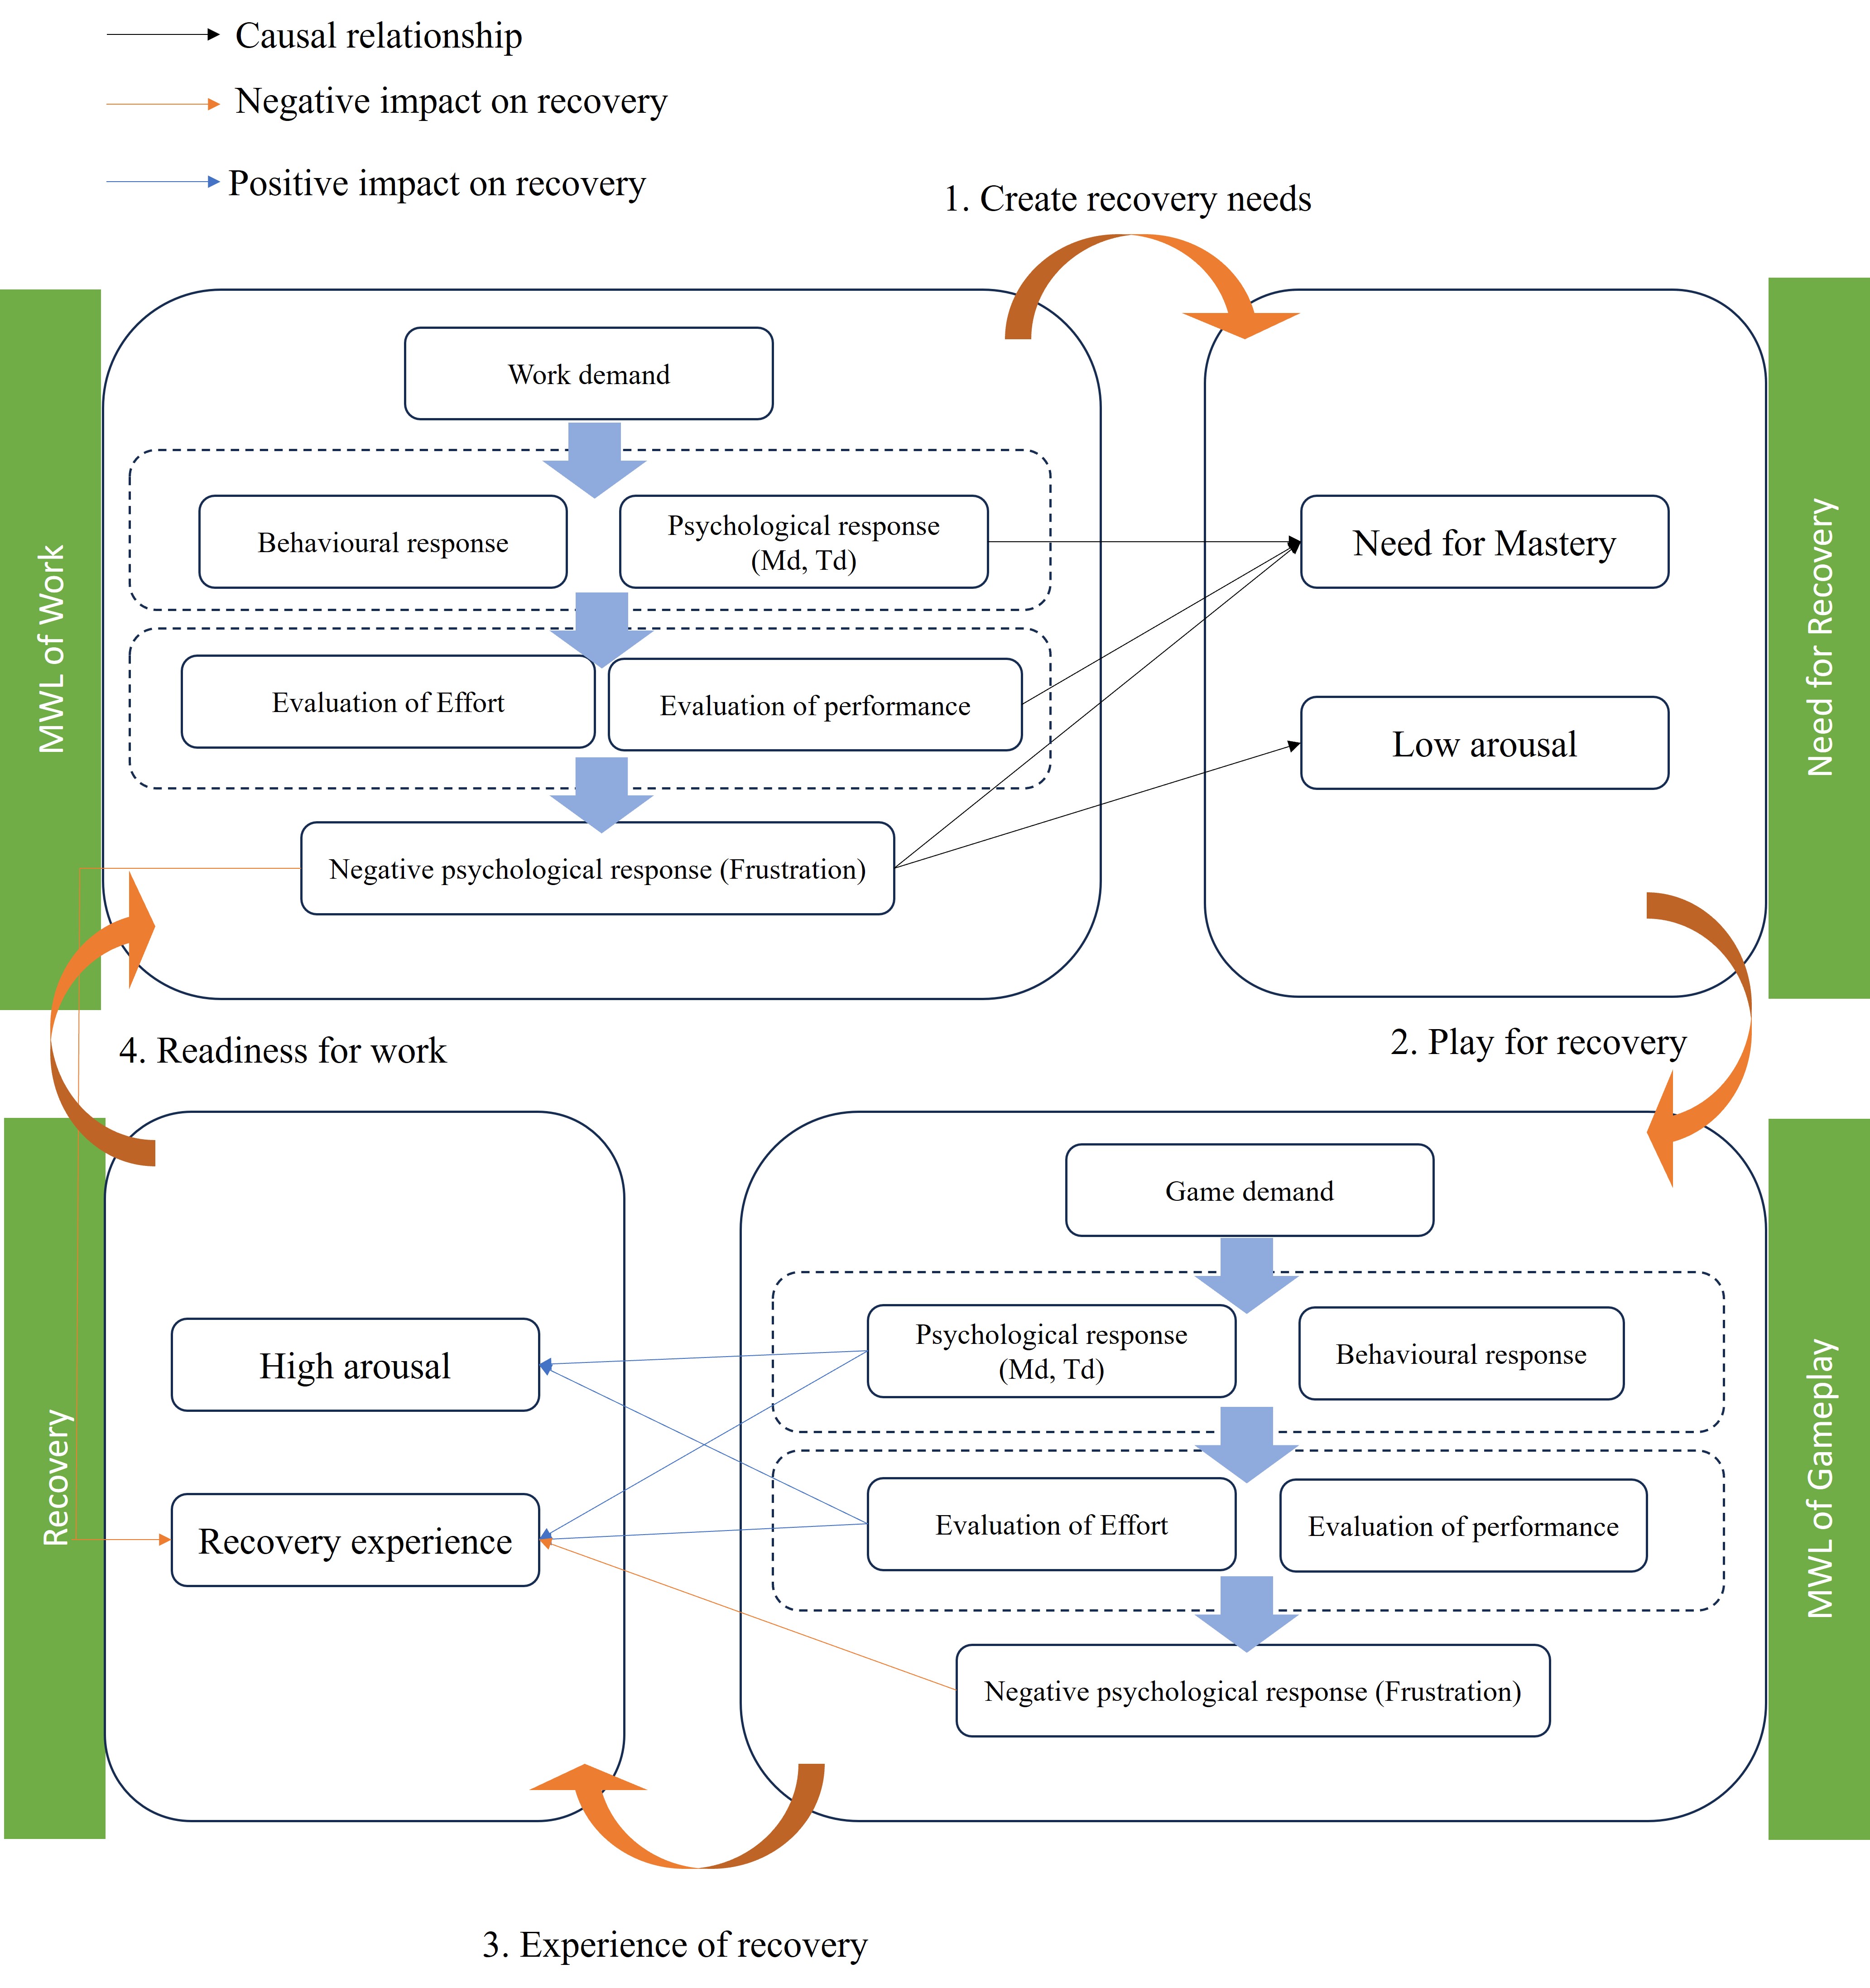 Causal relationship
Negative impact on recovery
Positive impact on recovery
1. Create recovery needs
MWL of Work
Work demand
Behavioural response
Psychological response
(Md, Td)
Evaluation of Effort
Evaluation of performance
Negative psychological response (Frustration)
Need for Mastery
Low arousal
Need for Recovery
4. Readiness for work
2. Play for recovery
Recovery
High arousal
Recovery experience
Game demand
Psychological response
(Md, Td)
Behavioural response
Evaluation of Effort
Evaluation of performance
Negative psychological response (Frustration)
MWL of Gameplay
3. Experience of recovery